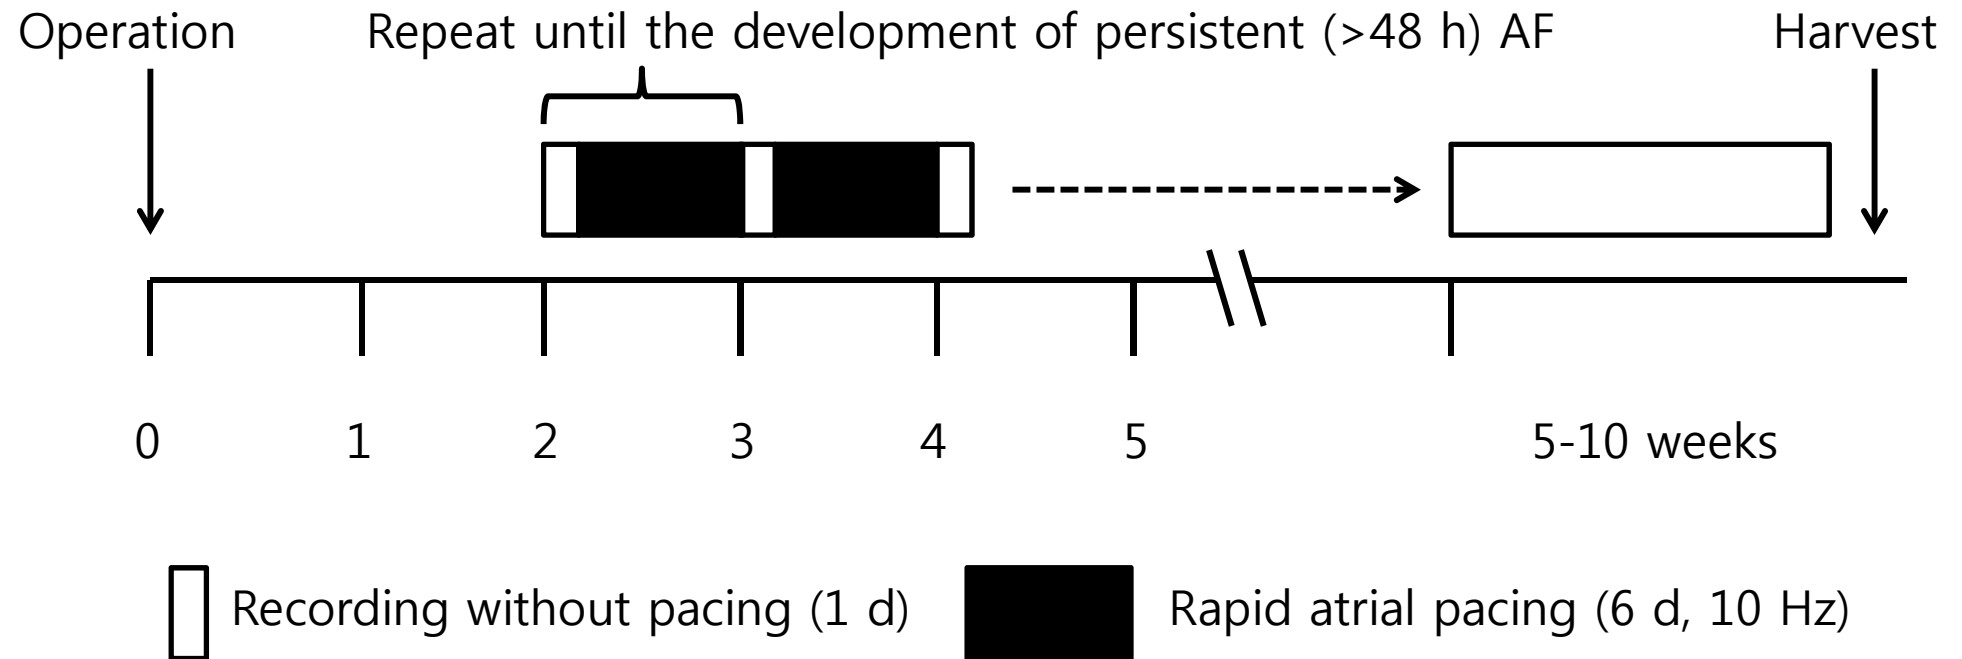 Operation
Repeat until the development of persistent (>48 h) AF
Harvest
0 1 2 3 4 5 5-10 weeks
Recording without pacing (1 d)
Rapid atrial pacing (6 d, 10 Hz)